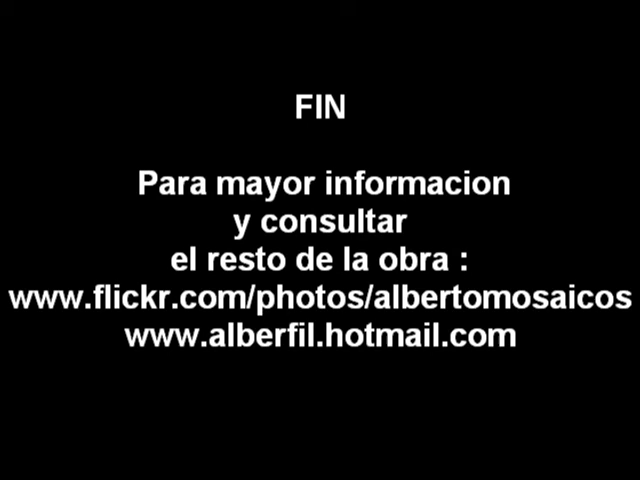 FIN
Para mayor informacion
y consultar
el resto de la obra :
www.flickr.com/photos/albertomosaicos
www.alberfil.hotmail.com